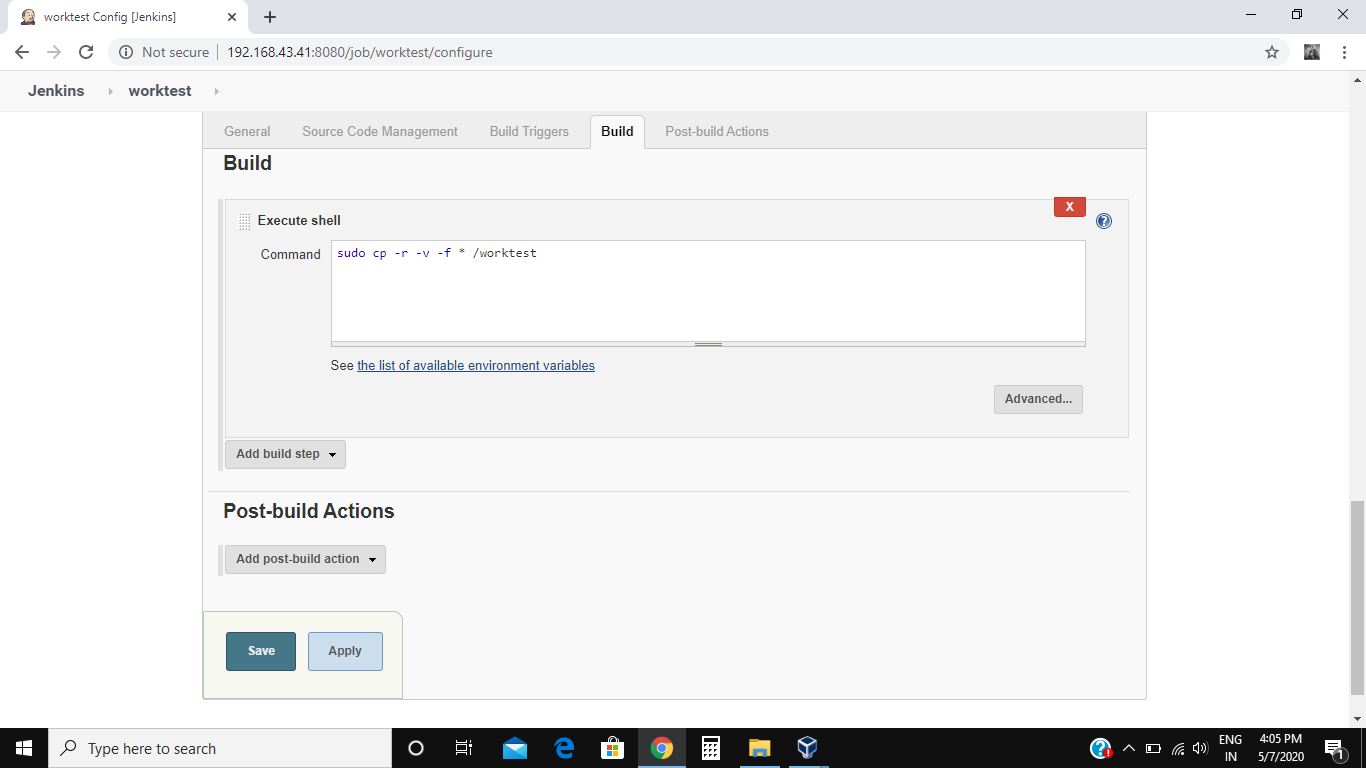 worktest Config [Jenkins]
Not secure
192.168.43.41:8080/job/worktest/configure
Jenkins worktest
General Source Code Management Build Triggers Build Post-build Actions
Build
X
Execute shell
?
Command
sudo cp -r -v -f * /worktest
See the list of available environment variables
Advanced...
Add build step
Post-build Actions
Add post-build action
Save Apply
Type here to search
ENG 4:05 PM
IN 5/7/2020
1